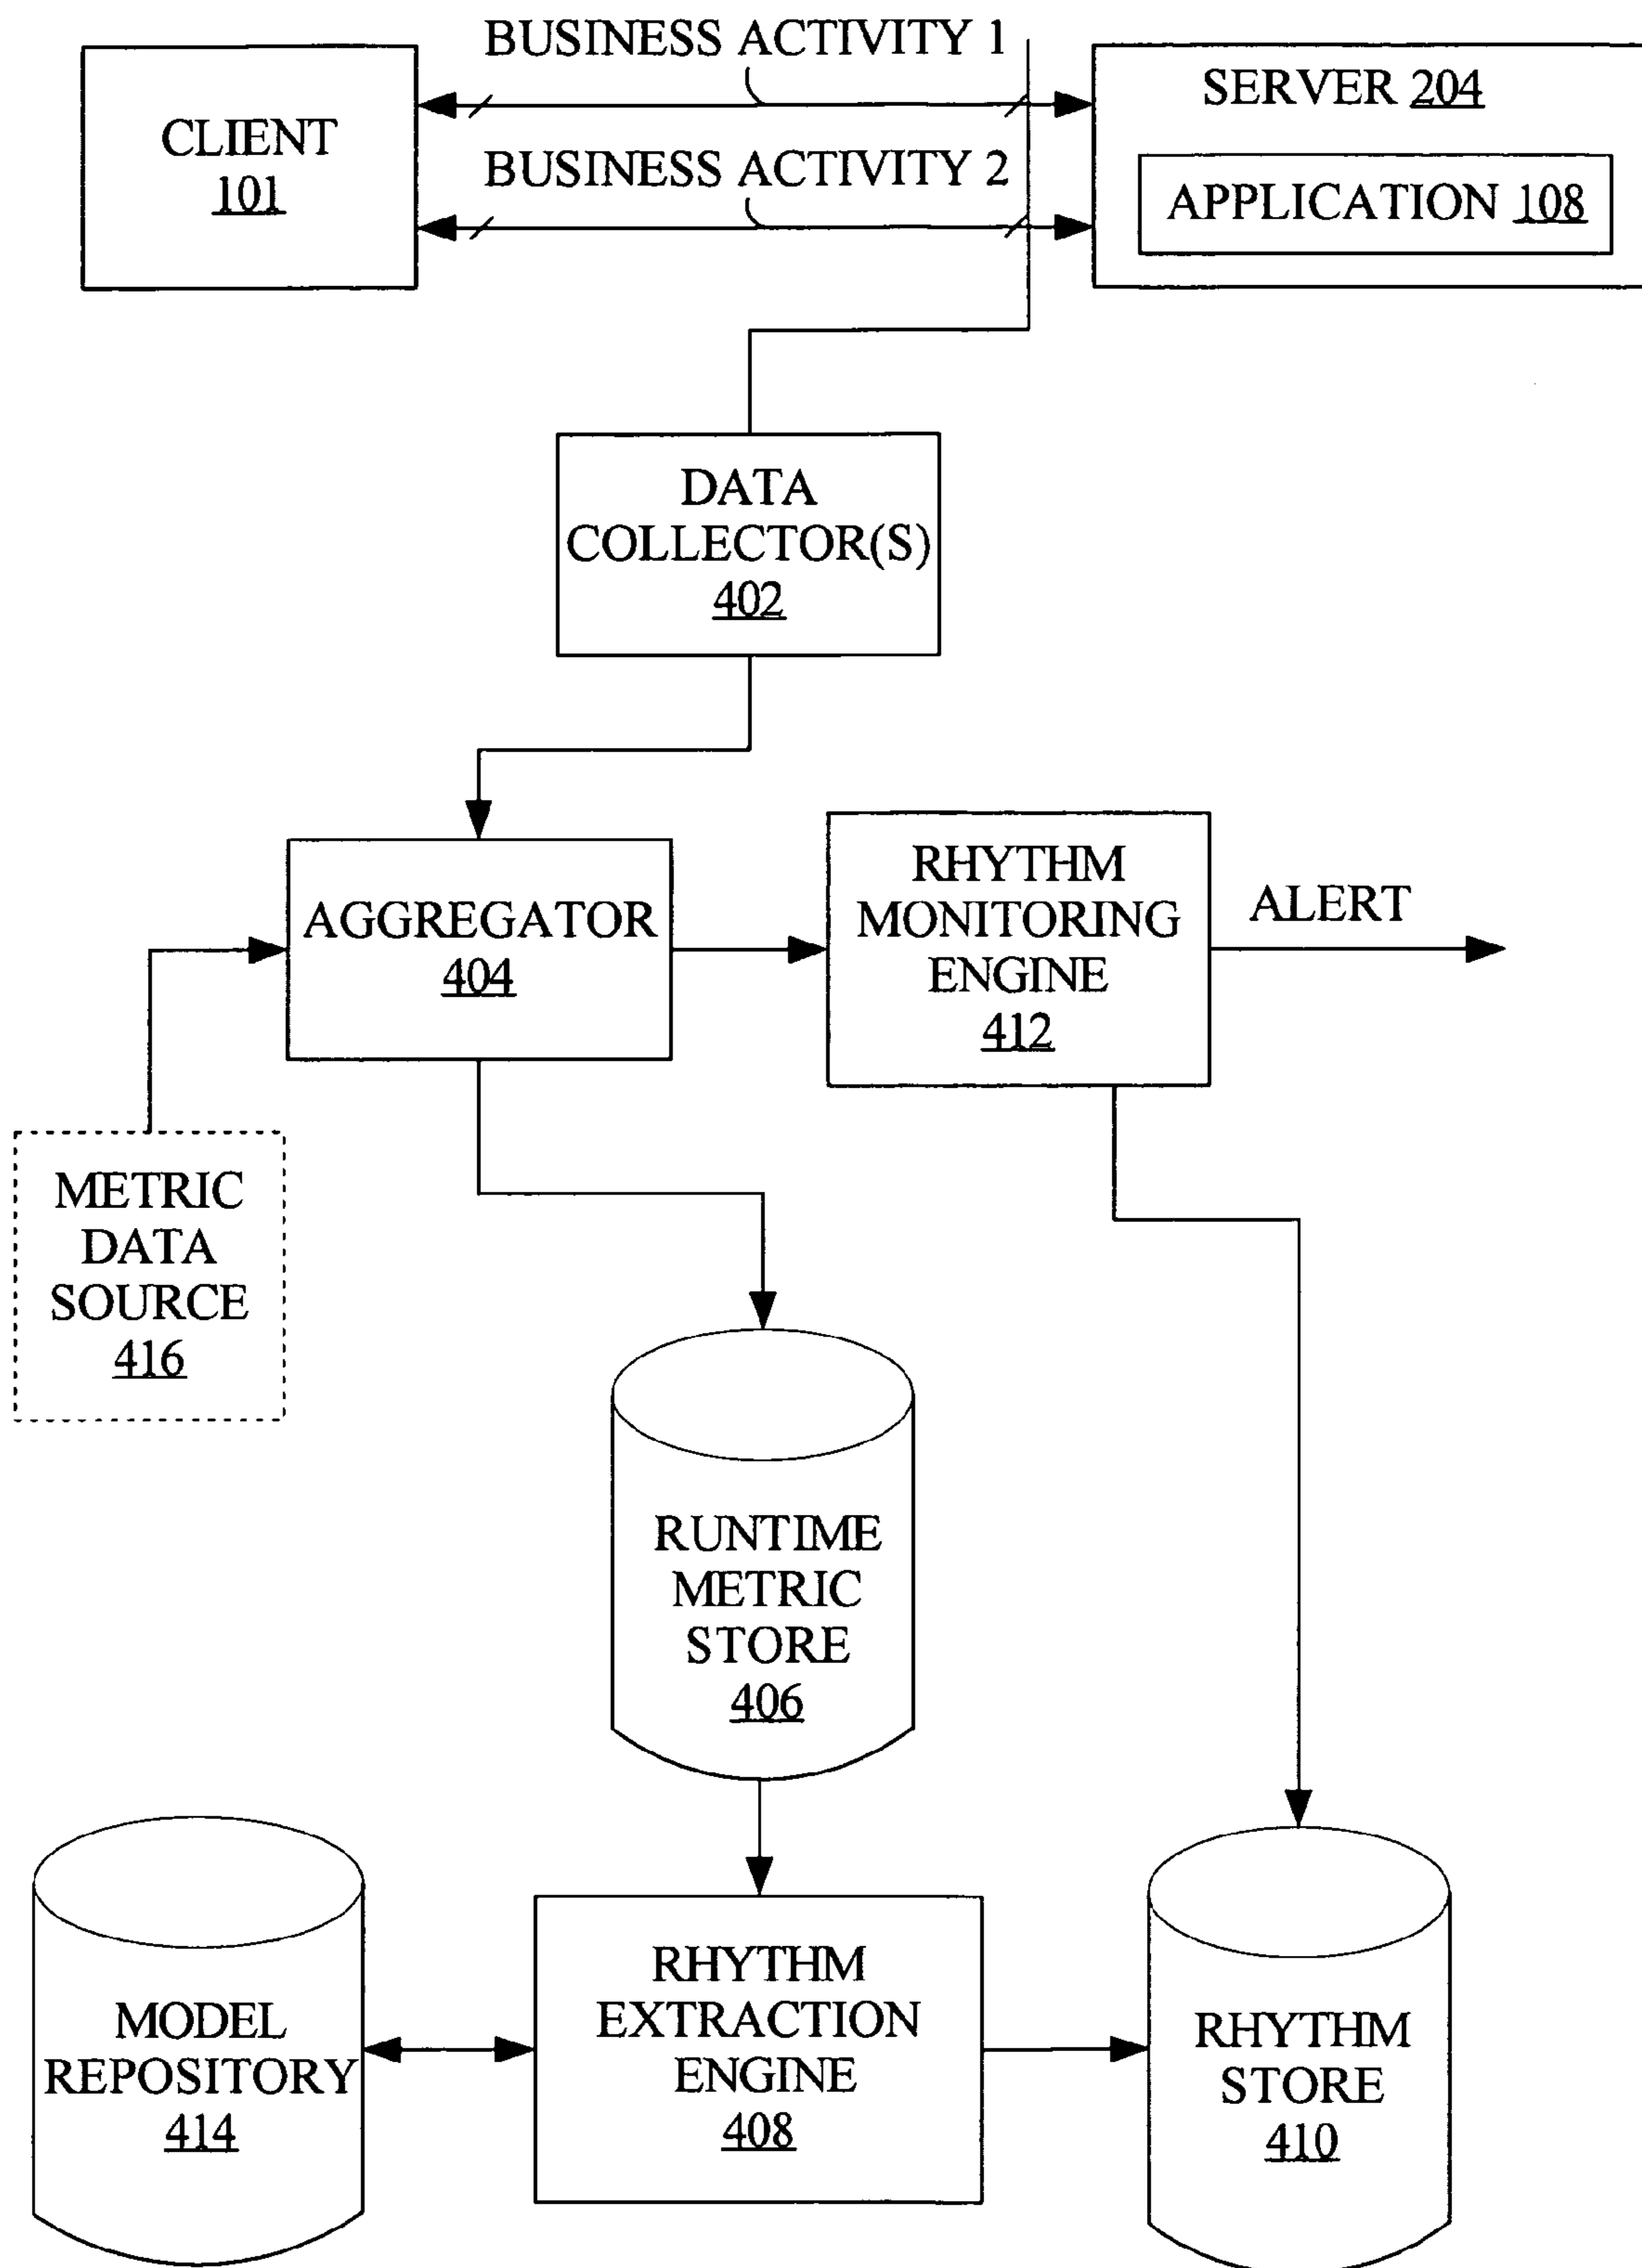 BUSINESS ACTIVITY 1
CLIENT
101
SERVER 204
BUSINESS ACTIVITY 2
APPLICATION 108
DATA
COLLECTOR(S)
402
AGGREGATOR
404
RHYTHM
MONITORING
ENGINE
412
ALERT
METRIC
DATA
SOURCE
416
RUNTIME
METRIC
STORE
406
MODEL
REPOSITORY
414
RHYTHM
EXTRACTION
ENGINE
408
RHYTHM
STORE
410